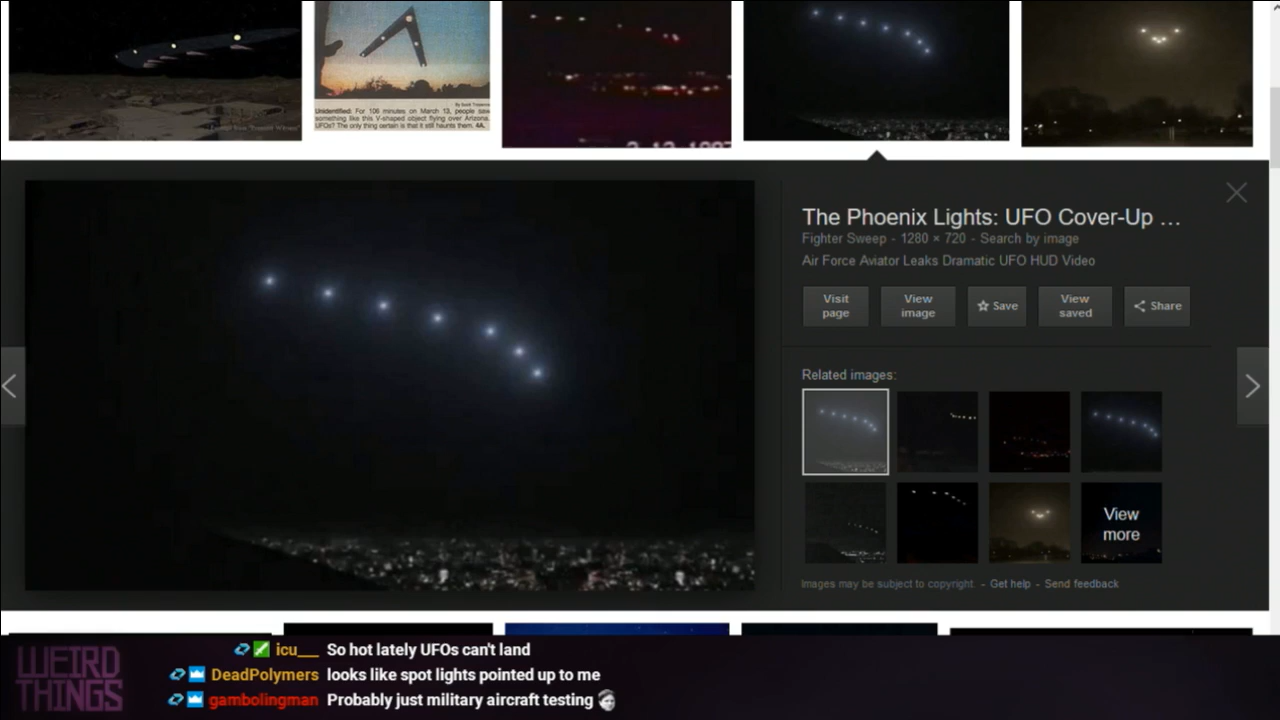 By Scott Troyanos
Unidentified: For 106 minutes on March 13, people saw
something like this V-shaped object flying over Arizona.
UFOs? The only thing certain is that it still haunts them. 4A.
The Phoenix Lights: UFO Cover-Up …
Fighter Sweep - 1280 × 720 - Search by image
Air Force Aviator Leaks Dramatic UFO HUD Video
Visit page
View image
Save
View saved
Share
Related images:
View more
Images may be subject to copyright. - Get help - Send feedback
WEIRD
THINGS
icu___ So hot lately UFOs can't land
DeadPolymers looks like spot lights pointed up to me
gambolingman Probably just military aircraft testing